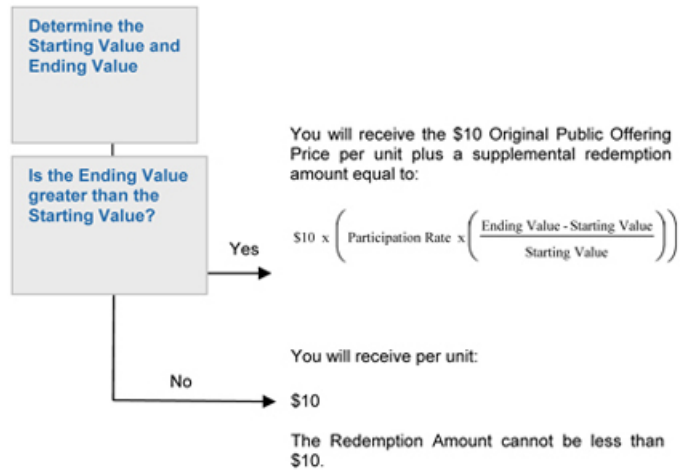 Determine the
Starting Value and
Ending Value
You will receive the $10 Original Public Offering
Price per unit plus a supplemental redemption
amount equal to:
Is the Ending Value
greater than the
Starting Value?
$10 x ( Participation Rate x ( Ending Value - Starting Value
Starting Value ))
Yes
You will receive per unit:
No
$10
The Redemption Amount cannot be less than
$10.